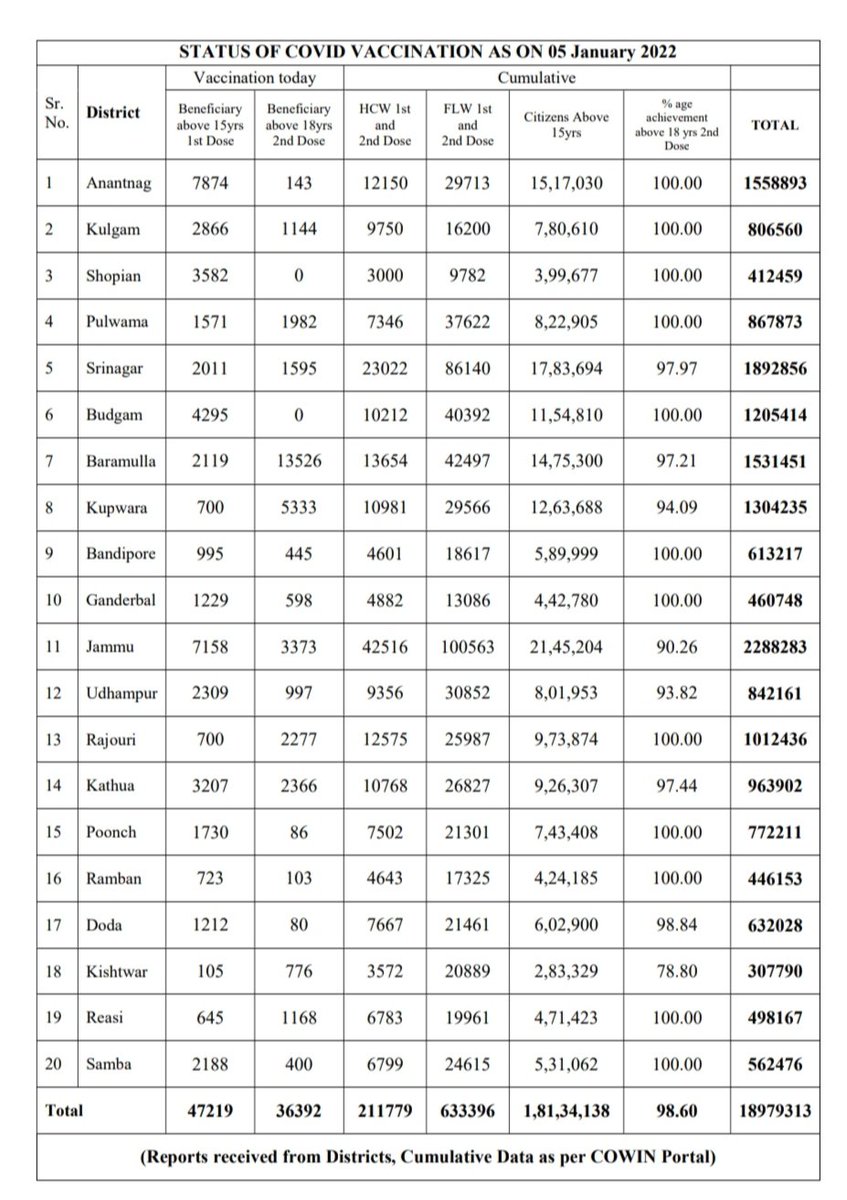 STATUS OF COVID VACCINATION AS ON 05 January 2022
Sr. No. District Vaccination today Cumulative
Beneficiary above 15yrs 1st Dose Beneficiary above 18yrs 2nd Dose HCW 1st and 2nd Dose FLW 1st and 2nd Dose Citizens Above 15yrs % age achievement above 18 yrs 2nd Dose TOTAL
1 Anantnag 7874 143 12150 29713 15,17,030 100.00 1558893
2 Kulgam 2866 1144 9750 16200 7,80,610 100.00 806560
3 Shopian 3582 0 3000 9782 3,99,677 100.00 412459
4 Pulwama 1571 1982 7346 37622 8,22,905 100.00 867873
5 Srinagar 2011 1595 23022 86140 17,83,694 97.97 1892856
6 Budgam 4295 0 10212 40392 11,54,810 100.00 1205414
7 Baramulla 2119 13526 13654 42497 14,75,300 97.21 1531451
8 Kupwara 700 5333 10981 29566 12,63,688 94.09 1304235
9 Bandipore 995 445 4601 18617 5,89,999 100.00 613217
10 Ganderbal 1229 598 4882 13086 4,42,780 100.00 460748
11 Jammu 7158 3373 42516 100563 21,45,204 90.26 2288283
12 Udhampur 2309 997 9356 30852 8,01,953 93.82 842161
13 Rajouri 700 2277 12575 25987 9,73,874 100.00 1012436
14 Kathua 3207 2366 10768 26827 9,26,307 97.44 963902
15 Poonch 1730 86 7502 21301 7,43,408 100.00 772211
16 Ramban 723 103 4643 17325 4,24,185 100.00 446153
17 Doda 1212 80 7667 21461 6,02,900 98.84 632028
18 Kishtwar 105 776 3572 20889 2,83,329 78.80 307790
19 Reasi 645 1168 6783 19961 4,71,423 100.00 498167
20 Samba 2188 400 6799 24615 5,31,062 100.00 562476
Total 47219 36392 211779 633396 1,81,34,138 98.60 18979313
(Reports received from Districts, Cumulative Data as per COWIN Portal)